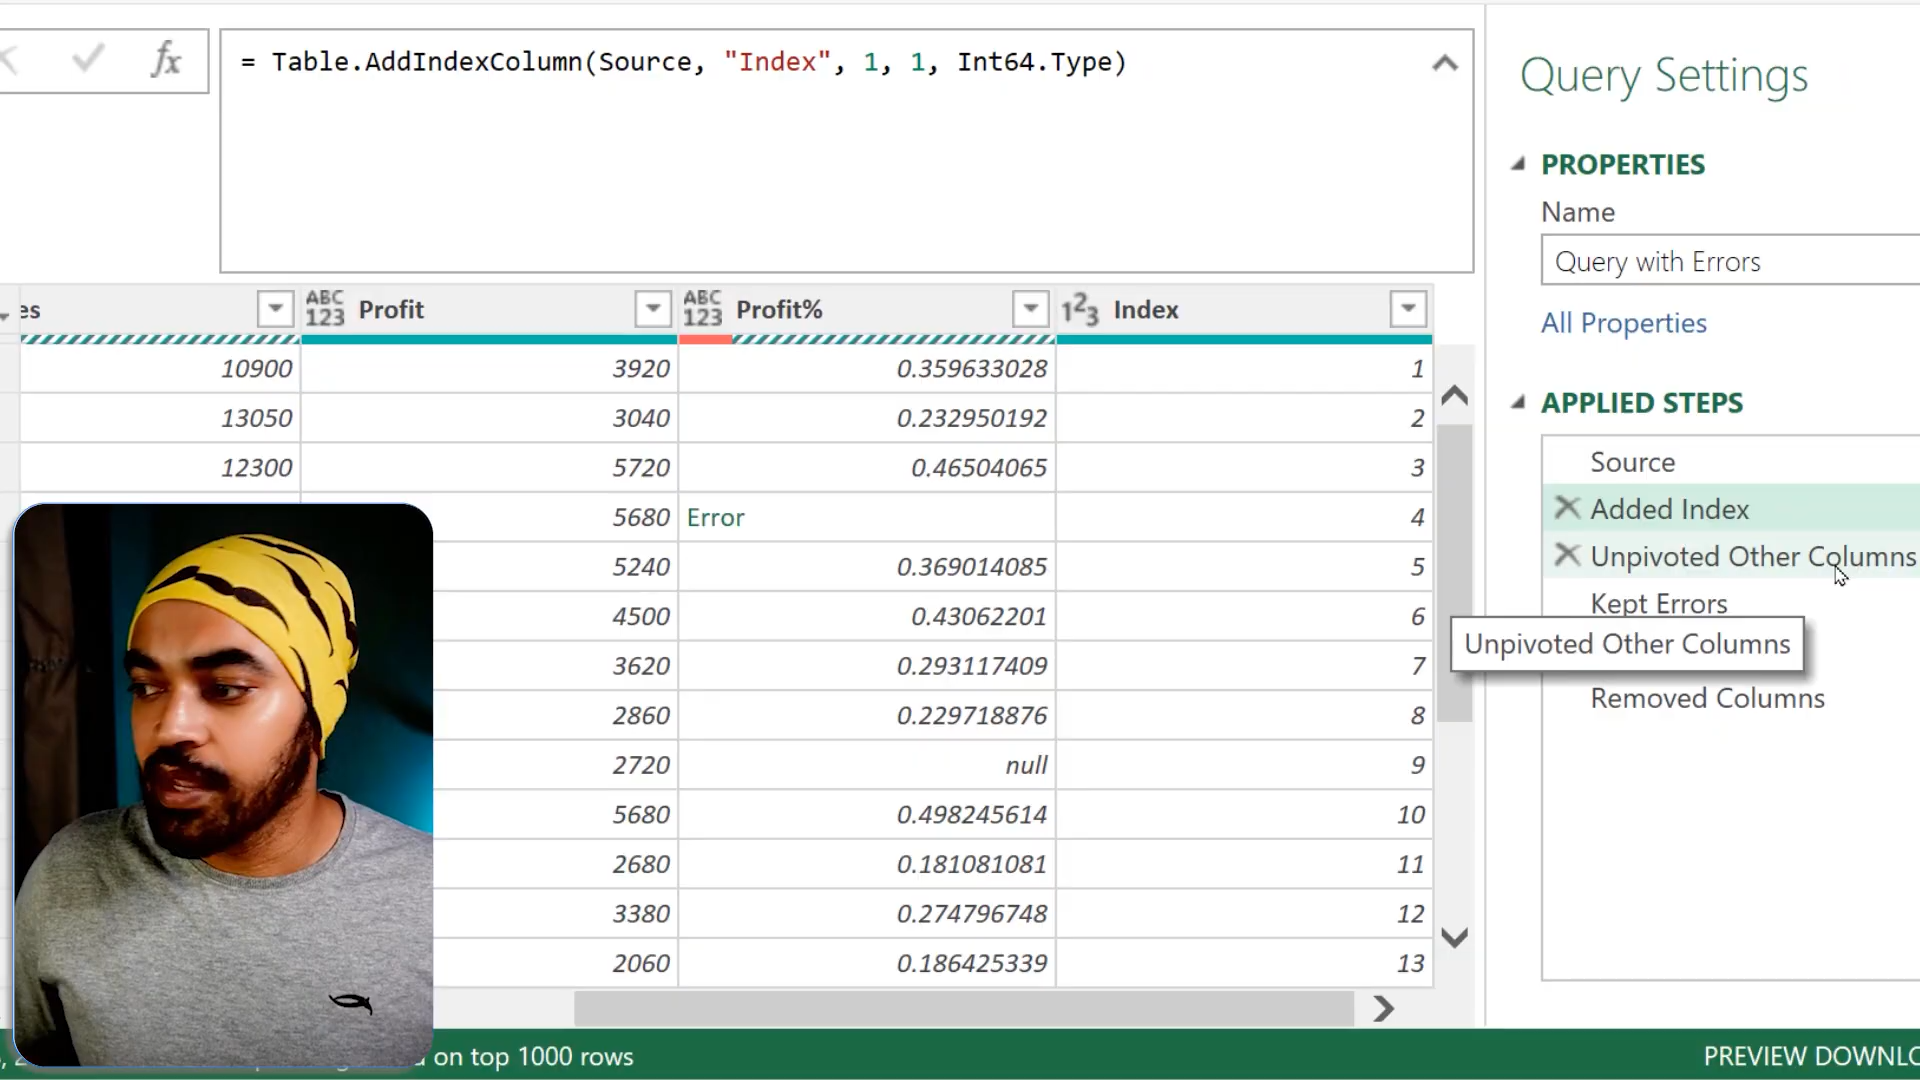 fx
= Table.AddIndexColumn(Source, "Index", 1, 1, Int64.Type)
Query Settings
PROPERTIES
Name
Query with Errors
All Properties
APPLIED STEPS
Source
Added Index
Unpivoted Other Columns
Kept Errors
Unpivoted Other Columns
Removed Columns
es ABC 123 Profit ABC 123 Profit% 123 Index
10900 3920 0.359633028 1
13050 3040 0.232950192 2
12300 5720 0.46504065 3
5680 Error 4
5240 0.369014085 5
4500 0.43062201 6
3620 0.293117409 7
2860 0.229718876 8
2720 null 9
5680 0.498245614 10
2680 0.181081081 11
3380 0.274796748 12
2060 0.186425339 13
on top 1000 rows
PREVIEW DOWNLO